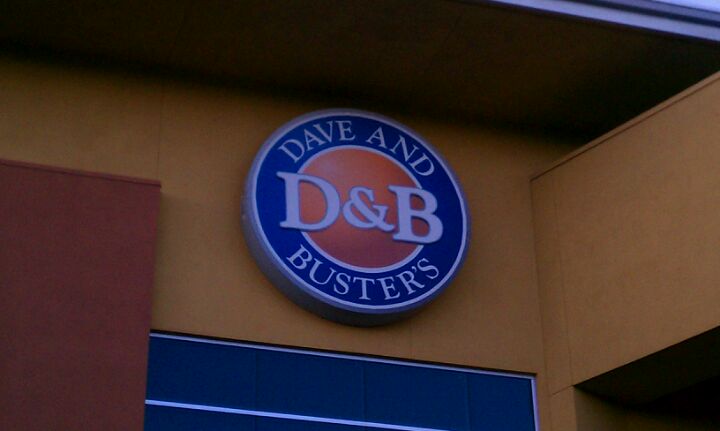 DAVE AND
D&B
BUSTER'S